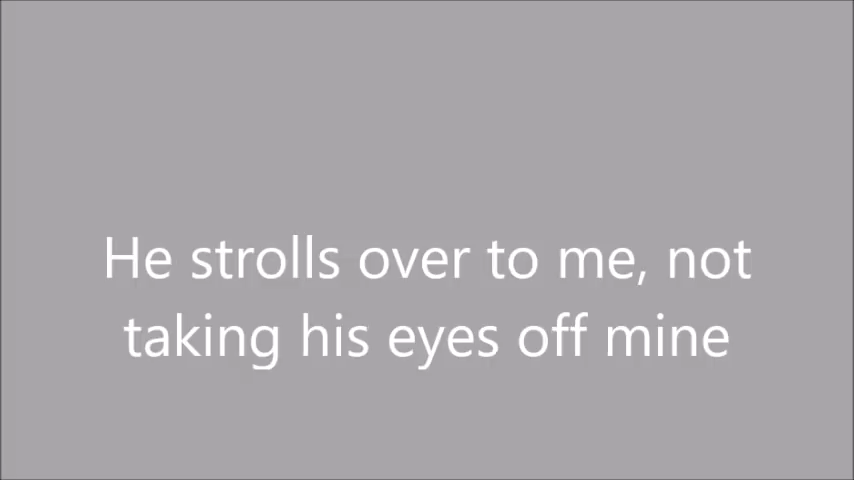 He strolls over to me, not
taking his eyes off mine